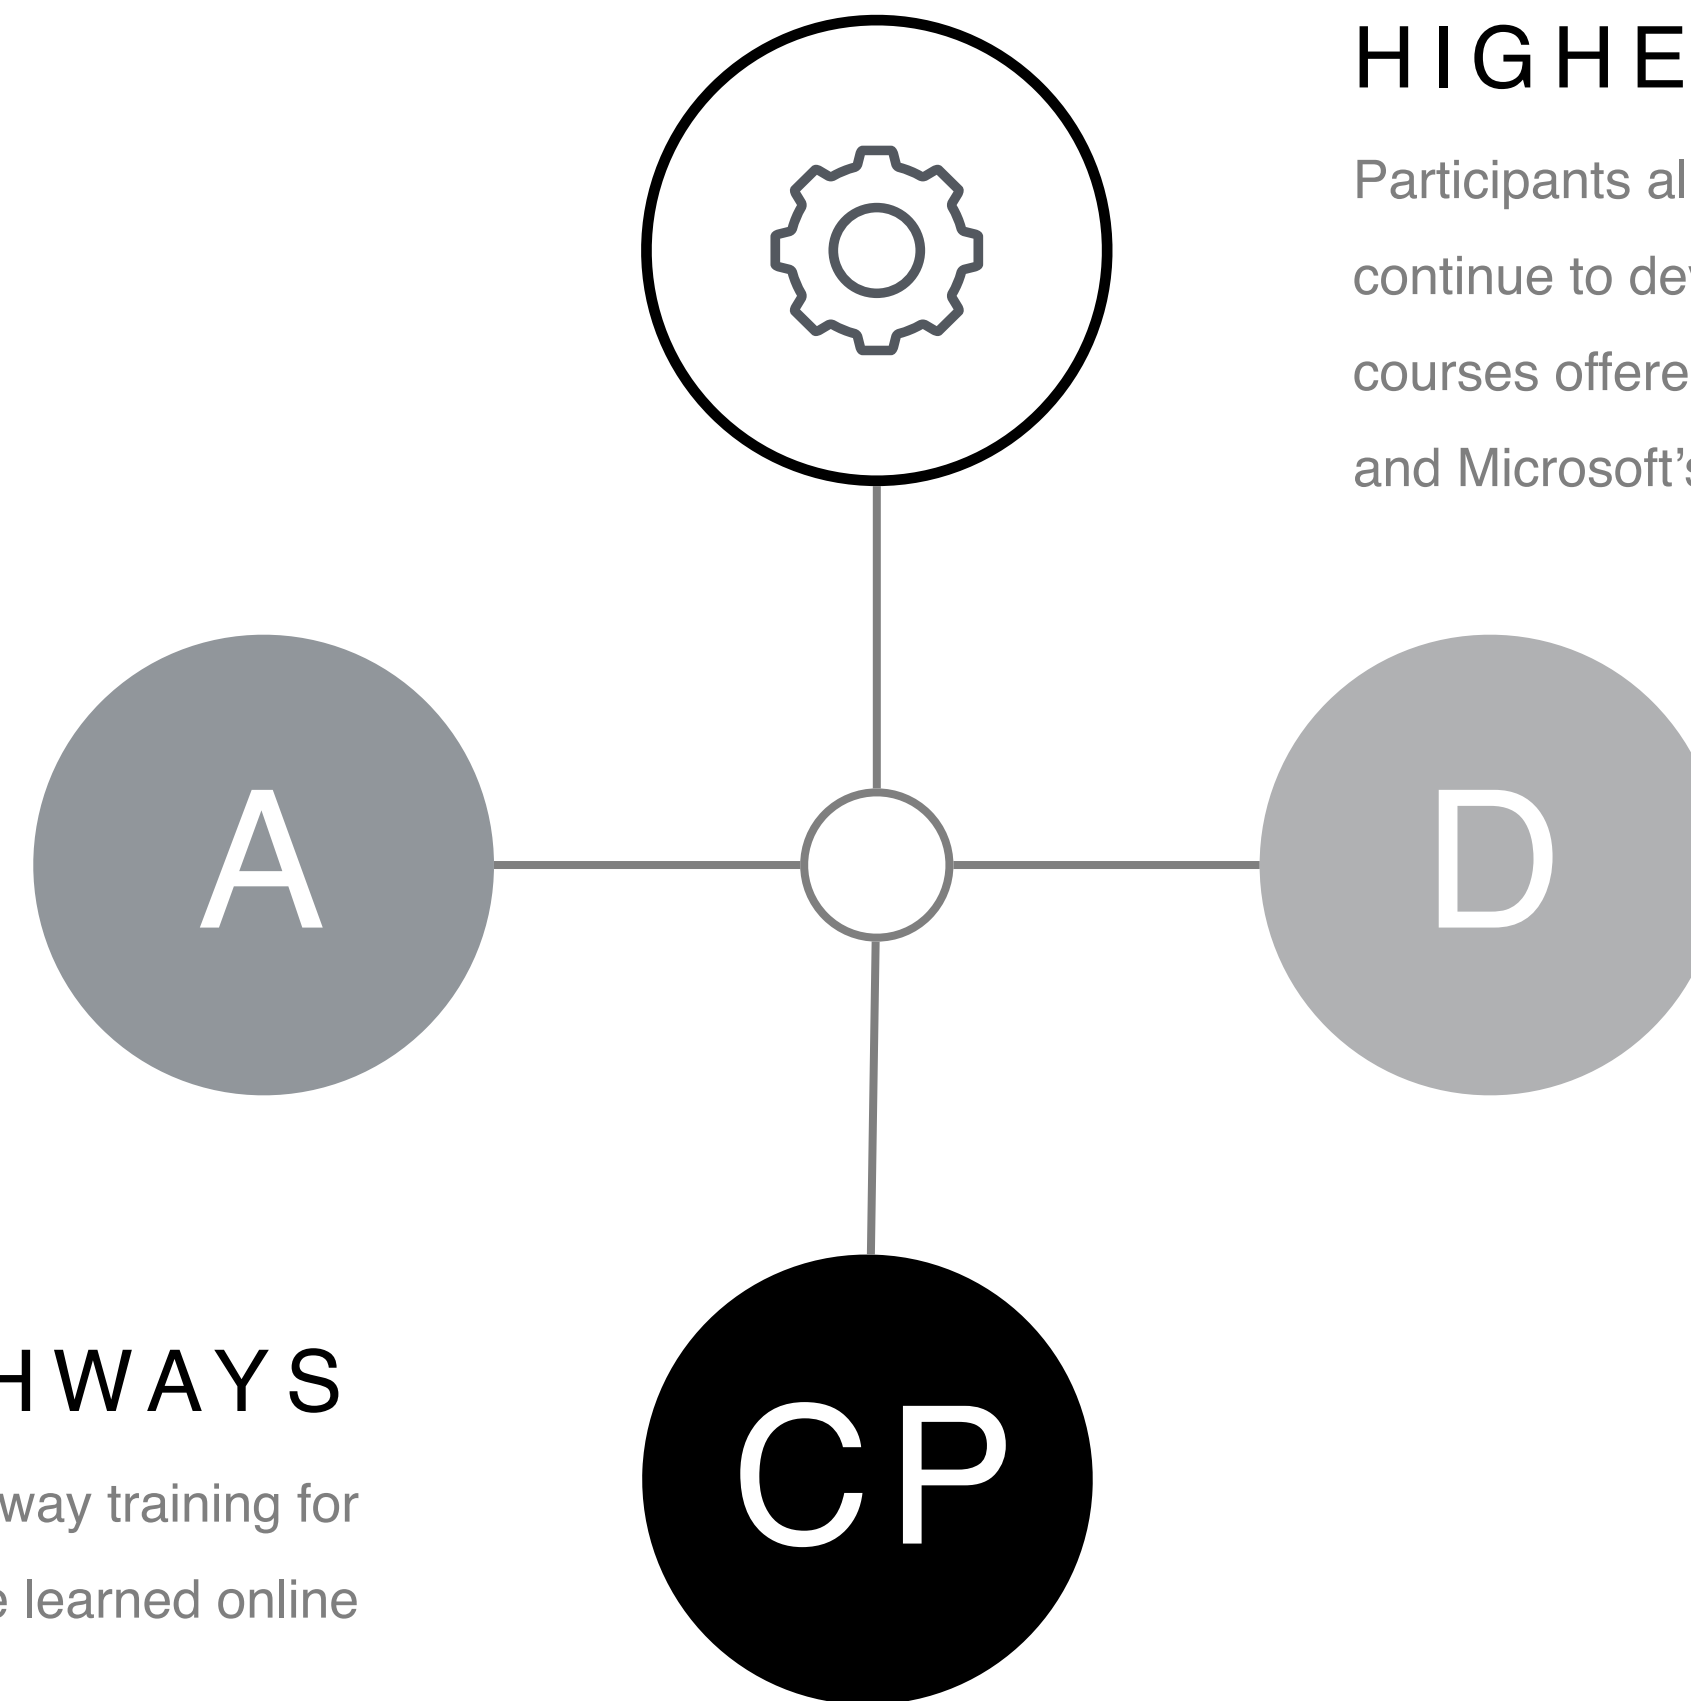 HIGHE
Participants al
continue to de
courses offere
and Microsoft's
A
D
HWAYS
CP
way training for
learned online